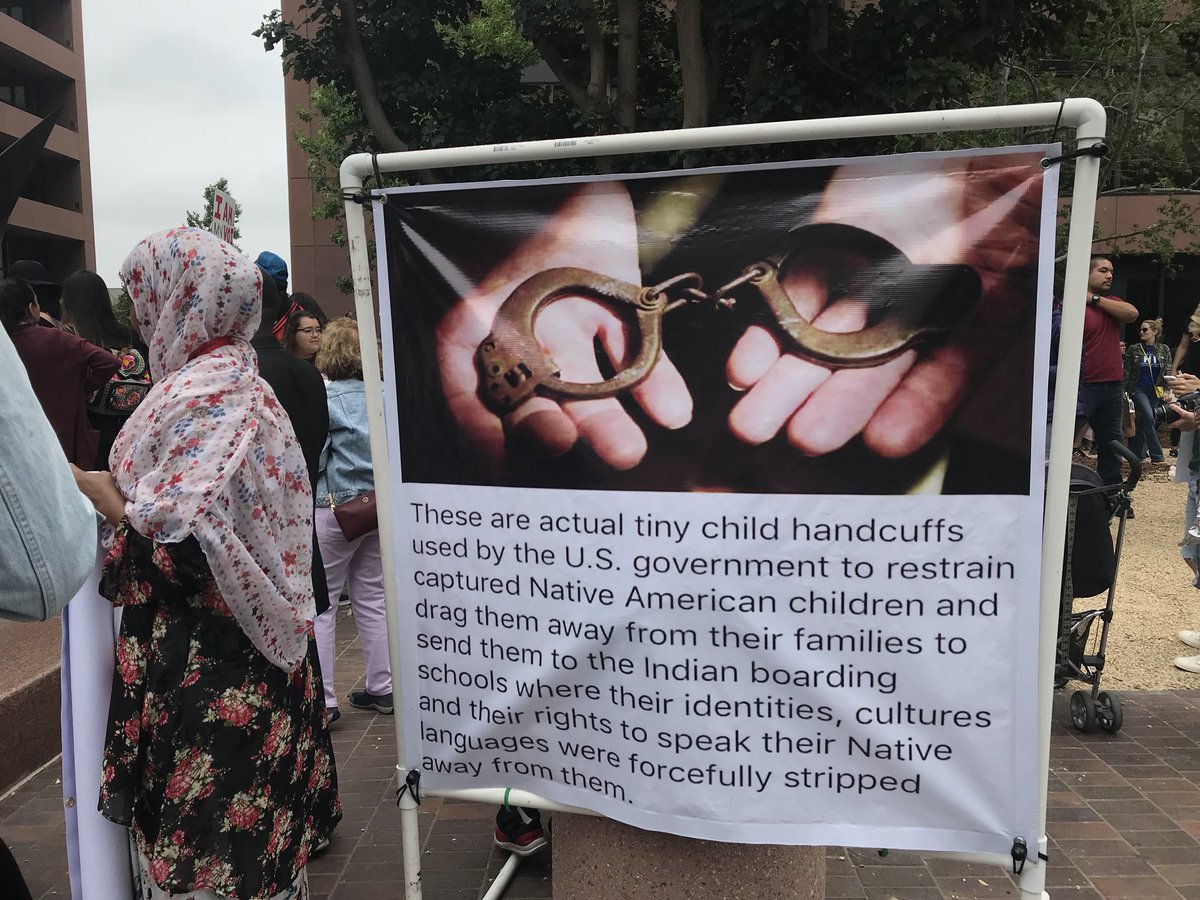 I AM
These are actual tiny child handcuffs
used by the U.S. government to restrain
captured Native American children and
drag them away from their families to
send them to the Indian boarding
schools where their identities, cultures
and their rights to speak their Native
languages were forcefully stripped
away from them.